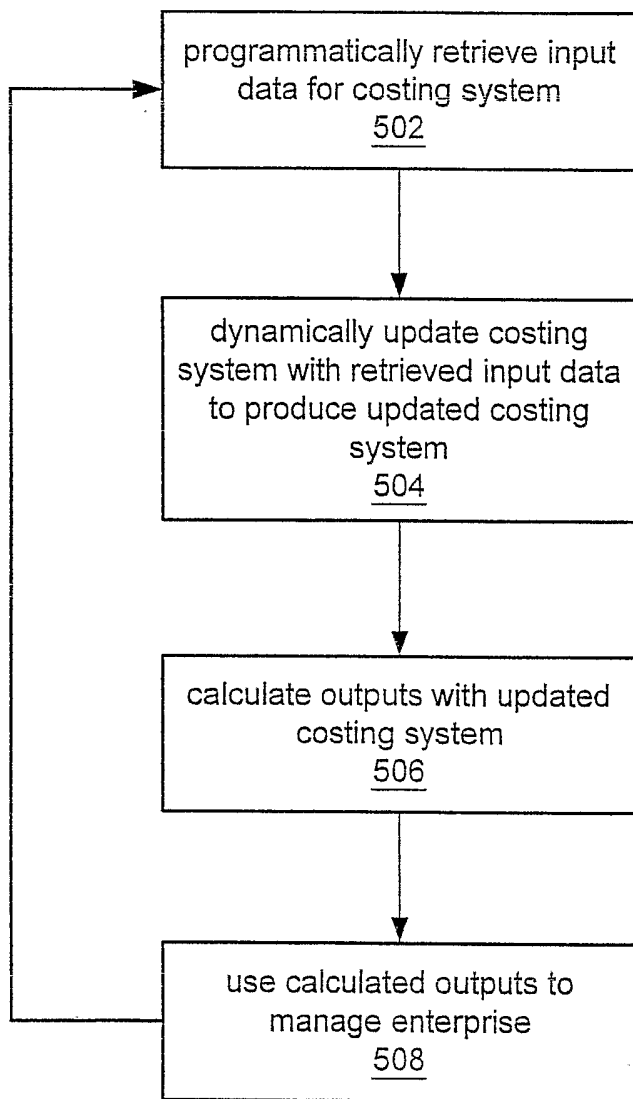 programmatically retrieve input
data for costing system
502
dynamically update costing
system with retrieved input data
to produce updated costing
system
504
calculate outputs with updated
costing system
506
use calculated outputs to
manage enterprise
508